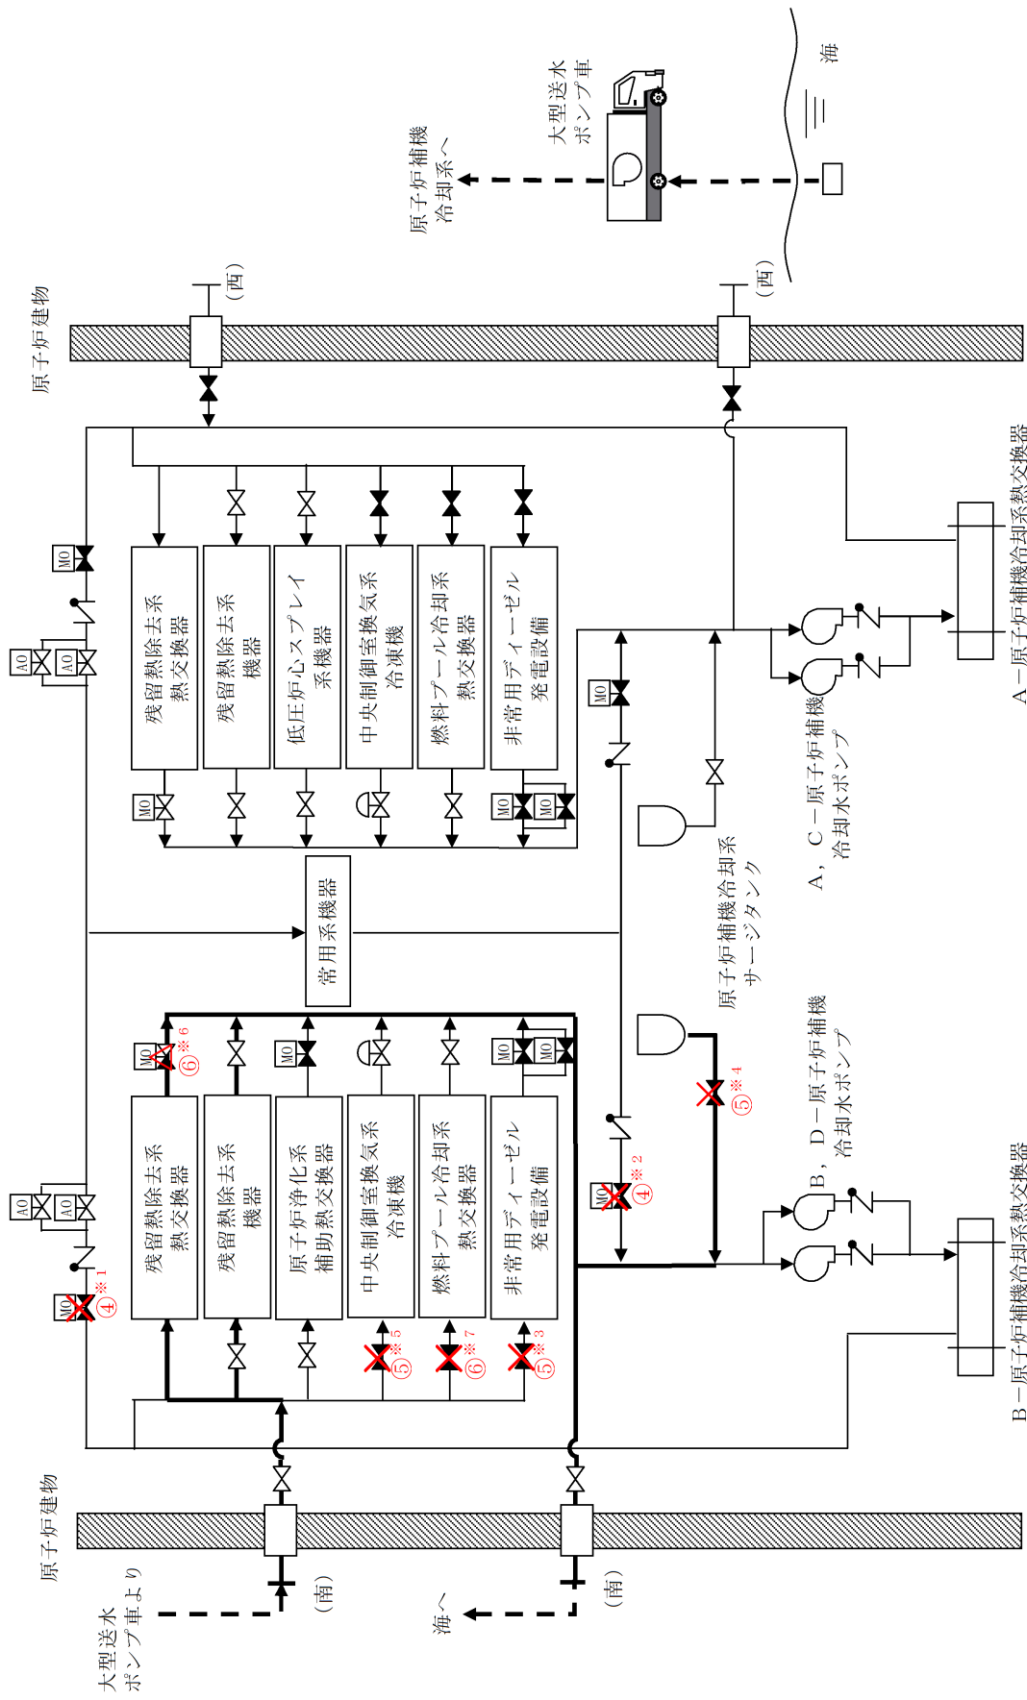 大型送水
ポンプ車より
(南)
原子炉建物
海へ
(南)
MO
④※1
AO
AO
AO
AO
MO
原子炉建物
(西)
残留熱除去系
熱交換器
MO
⑥※6
残留熱除去系
機器
原子炉浄化系
補助熱交換器
MO
中央制御室換気系
冷凍機
⑤※5
燃料プール冷却系
熱交換器
⑥※7
非常用ディーゼル
発電設備
⑤※3
MO
MO
常用系機器
MO
残留熱除去系
熱交換器
残留熱除去系
機器
低圧炉心スプレイ
系機器
中央制御室換気系
冷凍機
燃料プール冷却系
熱交換器
MO
MO
非常用ディーゼル
発電設備
MO
④※2
MO
⑤※4
原子炉補機冷却系
サージタンク
(西)
B，D－原子炉補機
冷却水ポンプ
A，C－原子炉補機
冷却水ポンプ
B－原子炉補機冷却系熱交換器
A－原子炉補機冷却系熱交換器
原子炉補機
冷却系へ
大型送水
ポンプ車
海